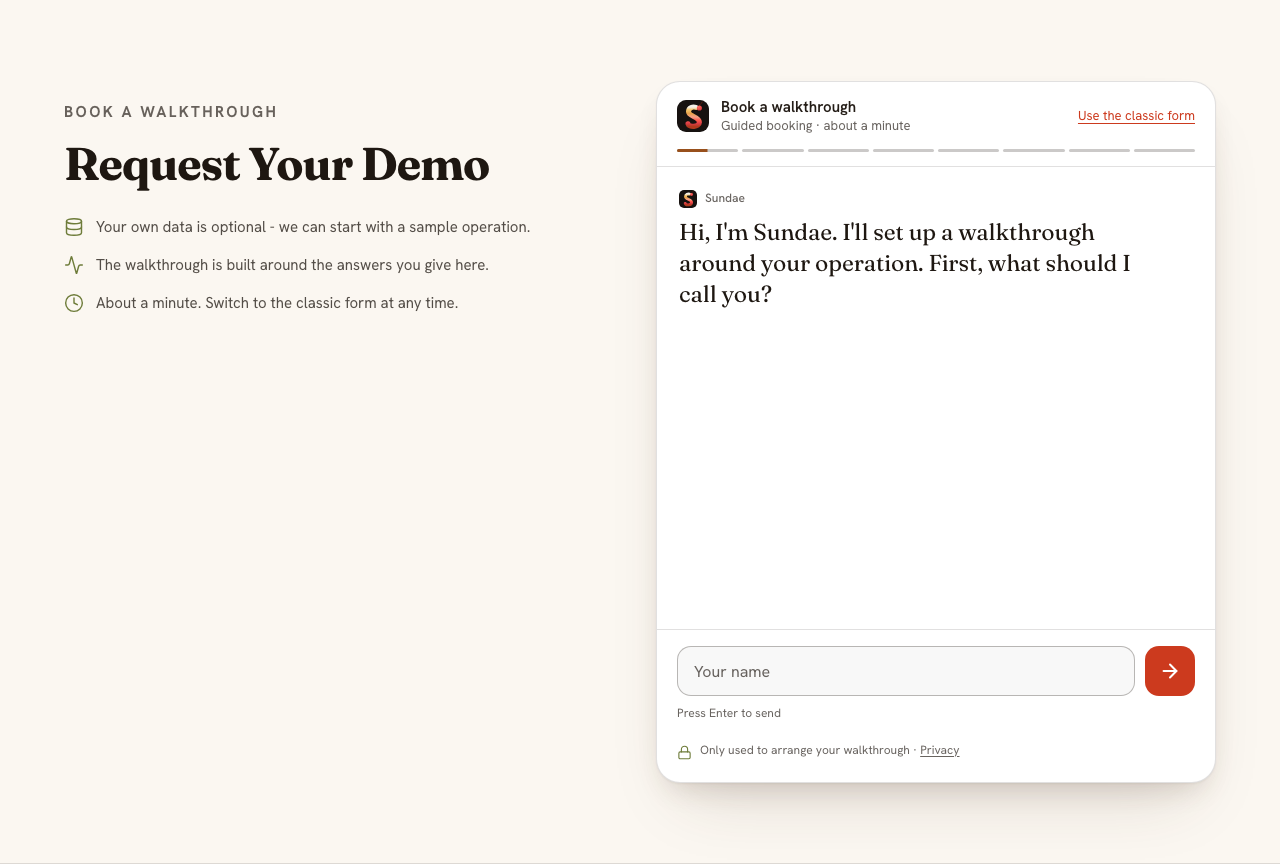 BOOK A WALKTHROUGH
Request Your Demo
Your own data is optional - we can start with a sample operation.
The walkthrough is built around the answers you give here.
About a minute. Switch to the classic form at any time.
Book a walkthrough
Guided booking · about a minute
Use the classic form
Sundae
Hi, I'm Sundae. I'll set up a walkthrough
around your operation. First, what should I
call you?
Your name
Press Enter to send
Only used to arrange your walkthrough · Privacy